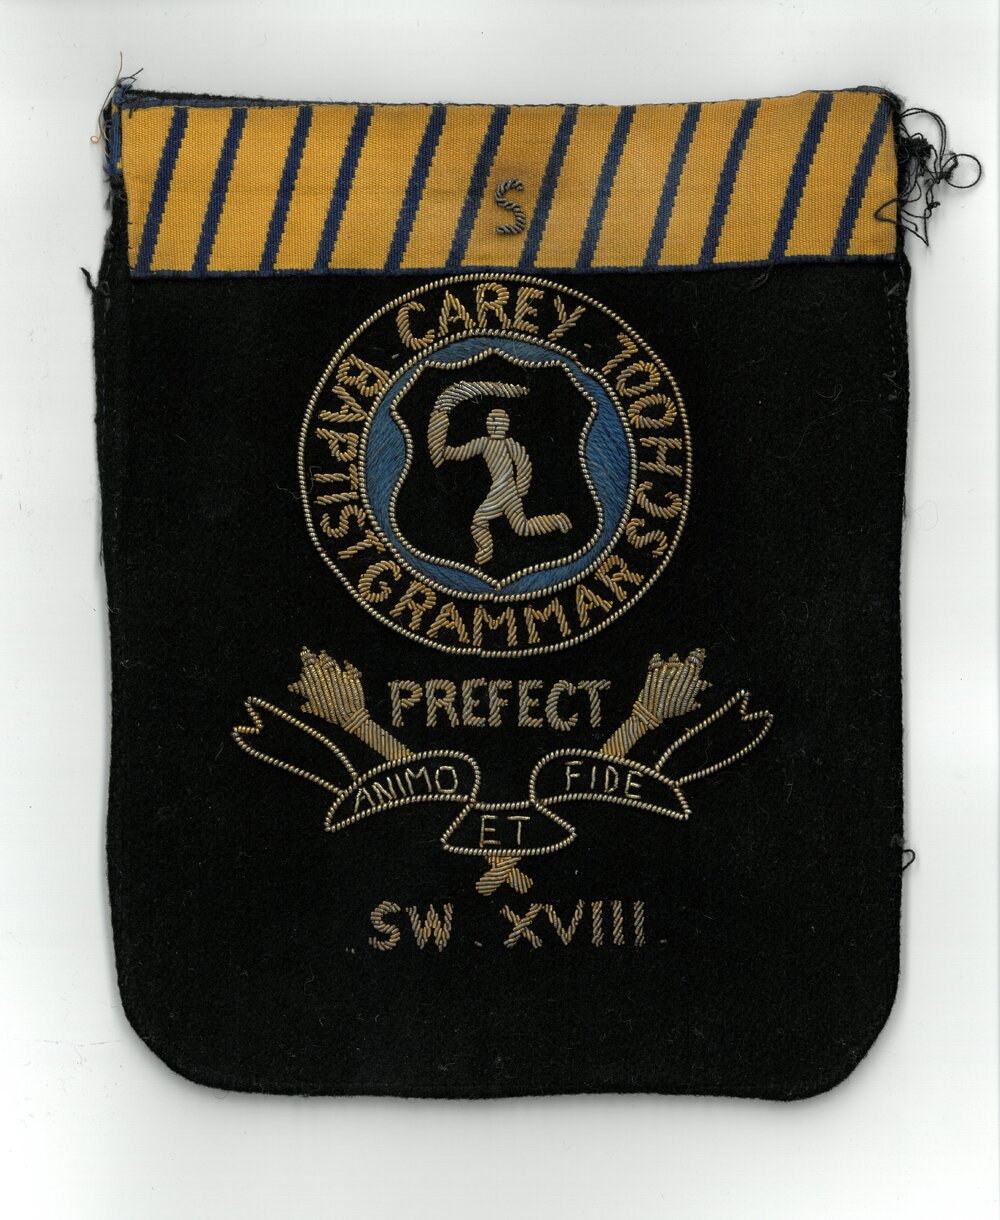 S
CAREY BAPTIST GRAMMAR SCHOOL
PREFECT
ANIMO ET FIDE
SW XVIII